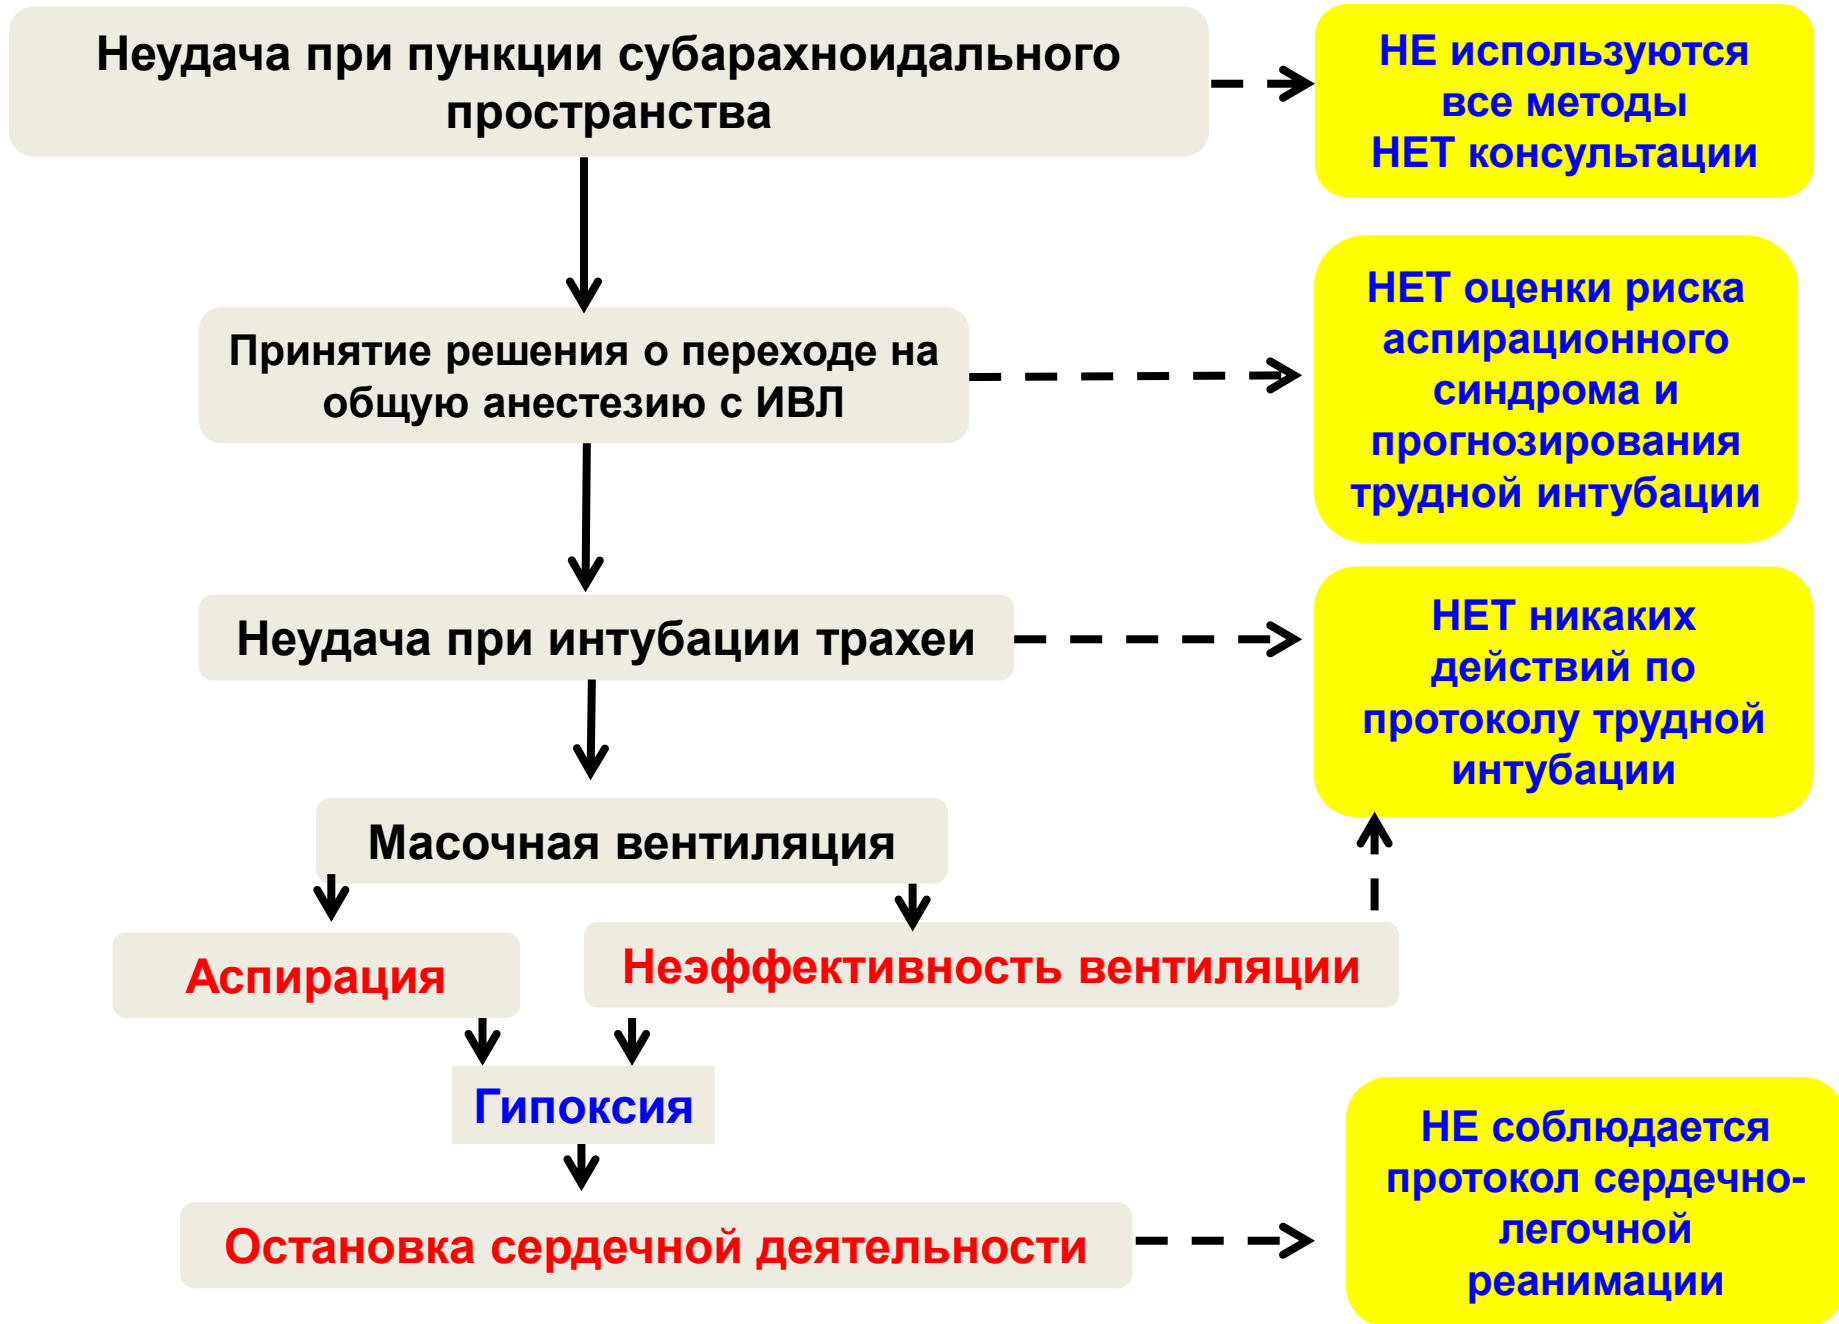 Неудача при пункции субарахноидального
пространства
НЕ используются
все методы
НЕТ консультации
Принятие решения о переходе на
общую анестезию с ИВЛ
НЕТ оценки риска
аспирационного
синдрома и
прогнозирования
трудной интубации
Неудача при интубации трахеи
НЕТ никаких
действий по
протоколу трудной
интубации
Масочная вентиляция
Аспирация
Неэффективность вентиляции
Гипоксия
Остановка сердечной деятельности
НЕ соблюдается
протокол сердечно-
легочной
реанимации